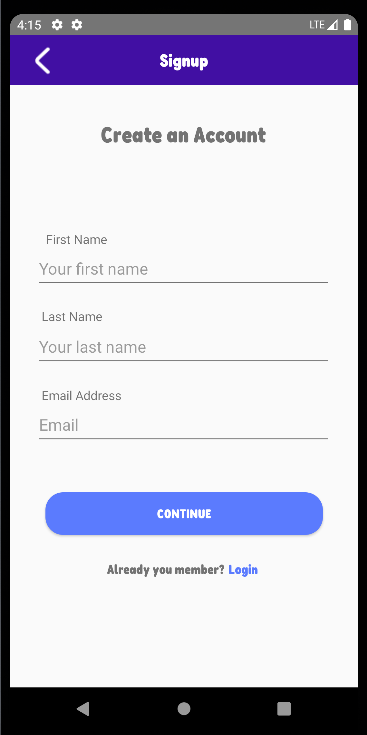 4:15 LTE
Signup
Create an Account
First Name
Your first name
Last Name
Your last name
Email Address
Email
CONTINUE
Already you member? Login